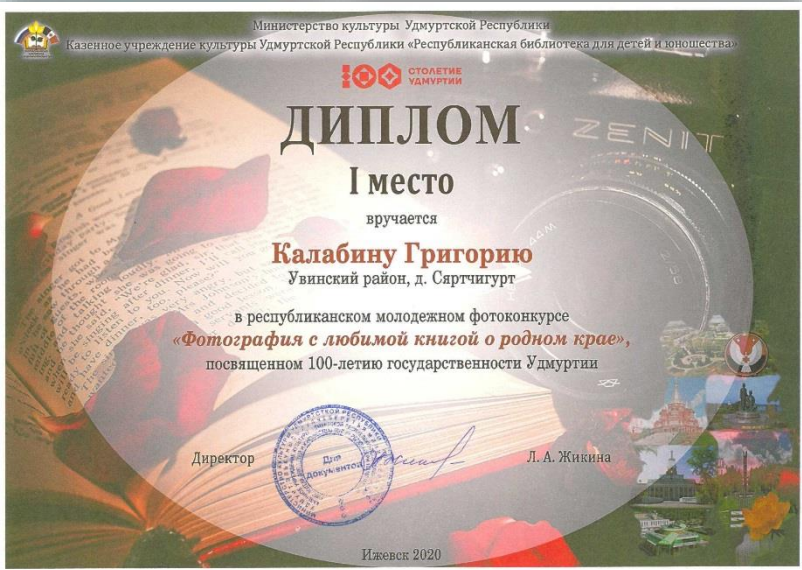 Министерство культуры Удмуртской Республики
Казенное учреждение культуры Удмуртской Республики «Республиканская библиотека для детей и юношества»
100 СТОЛЕТИЕ
УДМУРТИИ
ДИПЛОМ
ZENIT
I место
вручается
Калабину Григорию
Увинский район, д. Сяртчигурт
в республиканском молодежном фотоконкурсе
«Фотография с любимой книгой о родном крае»,
посвященном 100-летию государственности Удмуртии
Директор
Для
документов
Л. А. Жикина
Ижевск 2020